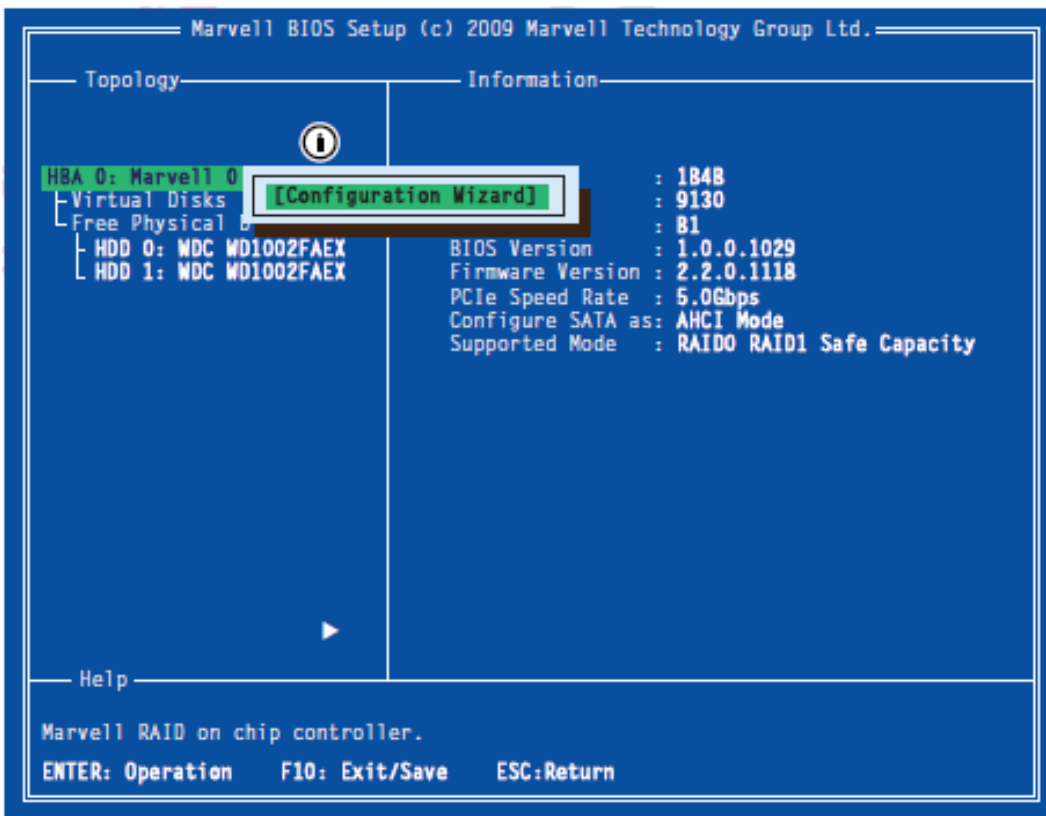 Marvell BIOS Setup (c) 2009 Marvell Technology Group Ltd.
Topology
Information
HBA 0: Marvell 0
Virtual Disks
Free Physical
HDD 0: WDC WD1002FAEX
HDD 1: WDC WD1002FAEX
[Configuration Wizard]
: 1B4B
: 9130
: B1
BIOS Version : 1.0.0.1029
Firmware Version : 2.2.0.1118
PCIe Speed Rate : 5.0Gbps
Configure SATA as: AHCI Mode
Supported Mode : RAID0 RAID1 Safe Capacity
Help
Marvell RAID on chip controller.
ENTER: Operation F10: Exit/Save ESC:Return